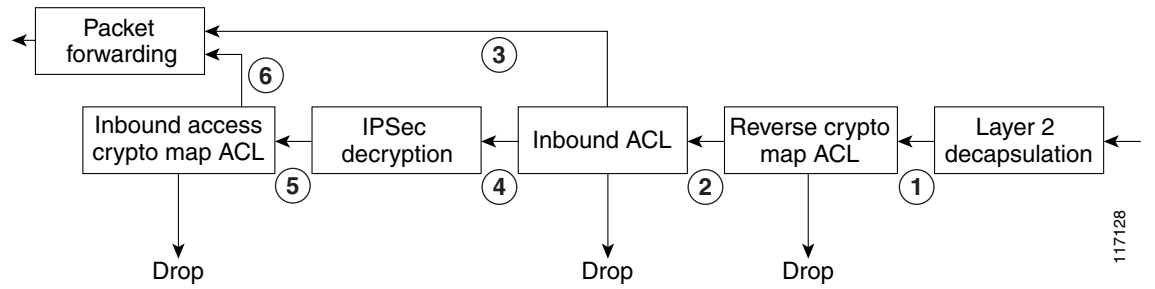 Packet
forwarding
3
6
Inbound access
crypto map ACL
IPSec
decryption
Inbound ACL
Reverse crypto
map ACL
Layer 2
decapsulation
5
4
2
1
Drop
Drop
Drop
117128